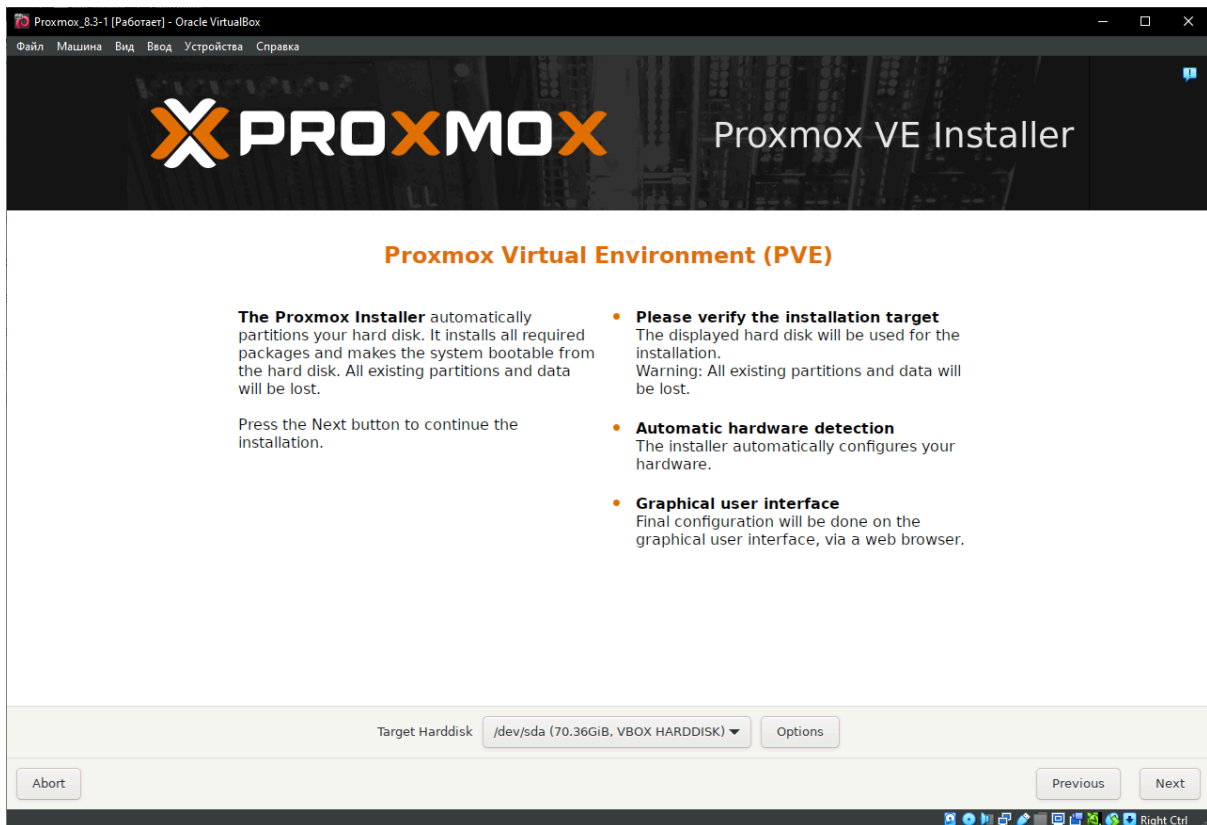 Proxmox_8.3-1 [Работает] - Oracle VirtualBox
Файл Машина Вид Ввод Устройства Справка
PROXMOX
Proxmox VE Installer
Proxmox Virtual Environment (PVE)
The Proxmox Installer automatically
partitions your hard disk. It installs all required
packages and makes the system bootable from
the hard disk. All existing partitions and data
will be lost.
Press the Next button to continue the
installation.
Please verify the installation target
The displayed hard disk will be used for the
installation.
Warning: All existing partitions and data will
be lost.
Automatic hardware detection
The installer automatically configures your
hardware.
Graphical user interface
Final configuration will be done on the
graphical user interface, via a web browser.
Target Harddisk /dev/sda (70.36GiB, VBOX HARDDISK) Options
Abort Previous Next
Right Ctrl